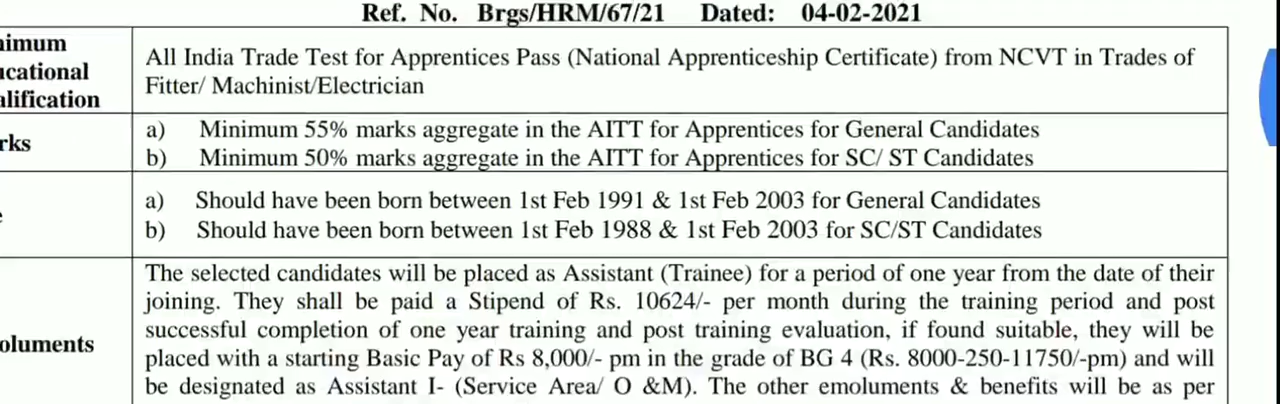 Ref. No. Brgs/HRM/67/21 Dated: 04-02-2021
All India Trade Test for Apprentices Pass (National Apprenticeship Certificate) from NCVT in Trades of
Fitter/ Machinist/Electrician
a) Minimum 55% marks aggregate in the AITT for Apprentices for General Candidates
b) Minimum 50% marks aggregate in the AITT for Apprentices for SC/ ST Candidates
a) Should have been born between 1st Feb 1991 & 1st Feb 2003 for General Candidates
b) Should have been born between 1st Feb 1988 & 1st Feb 2003 for SC/ST Candidates
The selected candidates will be placed as Assistant (Trainee) for a period of one year from the date of their
joining. They shall be paid a Stipend of Rs. 10624/- per month during the training period and post
successful completion of one year training and post training evaluation, if found suitable, they will be
placed with a starting Basic Pay of Rs 8,000/- pm in the grade of BG 4 (Rs. 8000-250-11750/-pm) and will
be designated as Assistant I- (Service Area/ O &M). The other emoluments & benefits will be as per